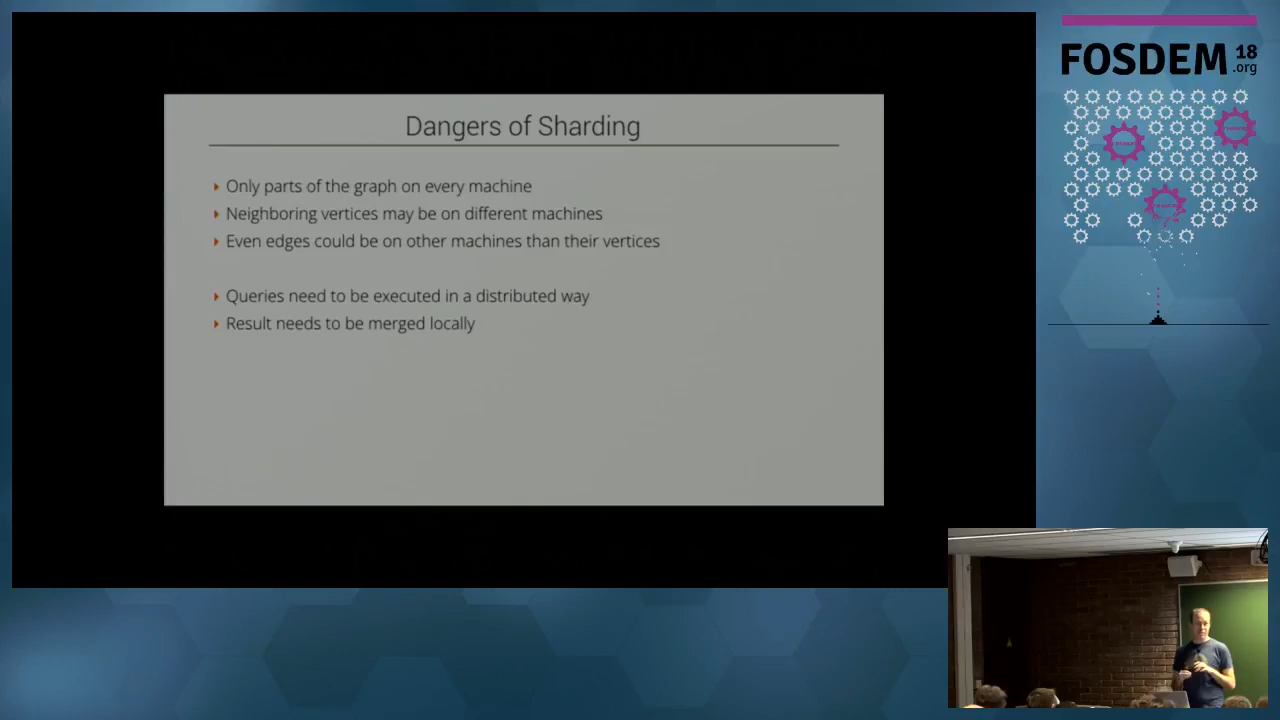 Dangers of Sharding
Only parts of the graph on every machine
Neighboring vertices may be on different machines
Even edges could be on other machines than their vertices
Queries need to be executed in a distributed way
Result needs to be merged locally
FOSDEM 18
.org